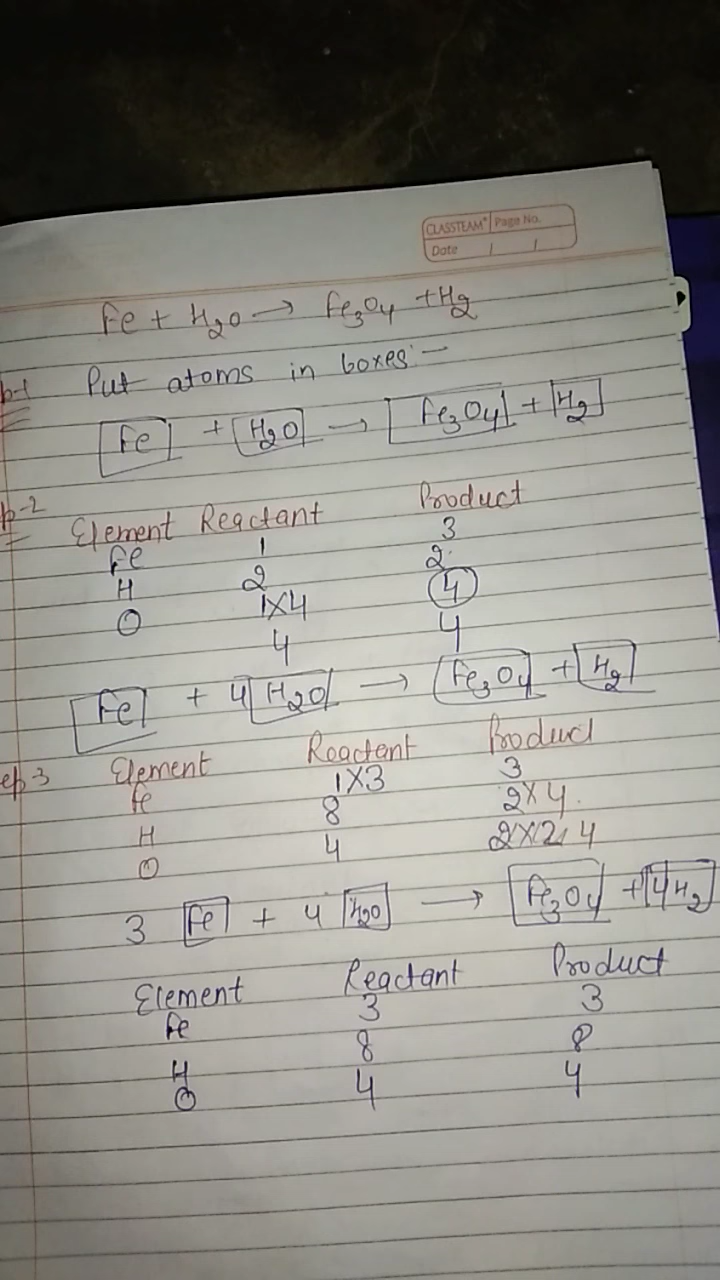 CLASSTEAM® Page No.
Date / /
Fe + H₂O → Fe₃O₄ + H₂
Put atoms in boxes:-
Fe + H₂O → Fe₃O₄ + H₂
p-2
Element Reactant Product
Fe 1 3
H 2 2
O 1×4 4
4 4
Fe + 4 H₂O → Fe₃O₄ + H₂
ep 3 Element Reactant Product
Fe 1×3 3
H 8 2×4
O 4 4
3 Fe + 4 H₂O → Fe₃O₄ + 4H₂
Element Reactant Product
Fe 3 3
H 8 8
O 4 4